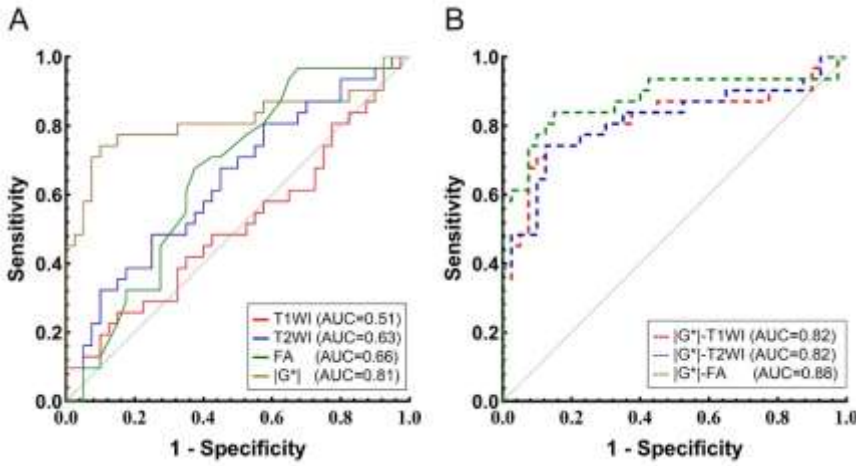 A
1.0
0.8
0.6
0.4
0.2
0.0
Sensitivity
0.0 0.2 0.4 0.6 0.8 1.0
1 - Specificity
T1WI (AUC=0.51)
T2WI (AUC=0.63)
FA (AUC=0.66)
|G*| (AUC=0.81)
B
1.0
0.8
0.6
0.4
0.2
0.0
Sensitivity
0.0 0.2 0.4 0.6 0.8 1.0
1 - Specificity
|G*|-T1WI (AUC=0.82)
|G*|-T2WI (AUC=0.82)
|G*|-FA (AUC=0.88)